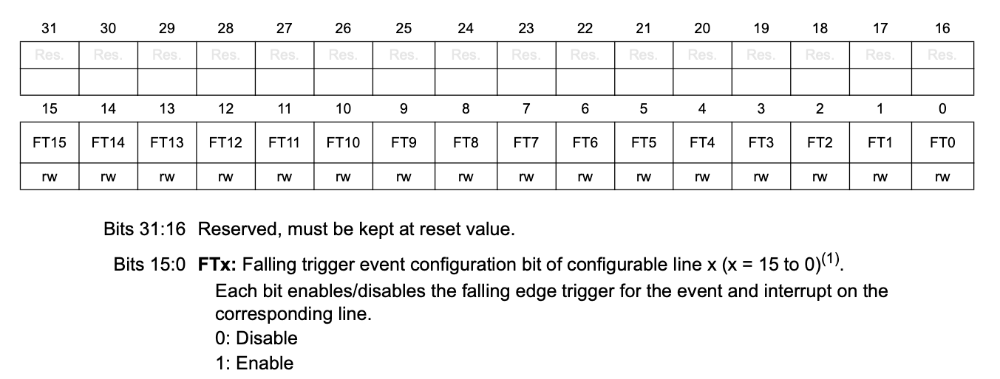 31 30 29 28 27 26 25 24 23 22 21 20 19 18 17 16
Res. Res. Res. Res. Res. Res. Res. Res. Res. Res. Res. Res. Res. Res. Res. Res.
15 14 13 12 11 10 9 8 7 6 5 4 3 2 1 0
FT15 FT14 FT13 FT12 FT11 FT10 FT9 FT8 FT7 FT6 FT5 FT4 FT3 FT2 FT1 FT0
rw rw rw rw rw rw rw rw rw rw rw rw rw rw rw rw
Bits 31:16 Reserved, must be kept at reset value.
Bits 15:0 FTx: Falling trigger event configuration bit of configurable line x (x = 15 to 0)(1).
Each bit enables/disables the falling edge trigger for the event and interrupt on the
corresponding line.
0: Disable
1: Enable